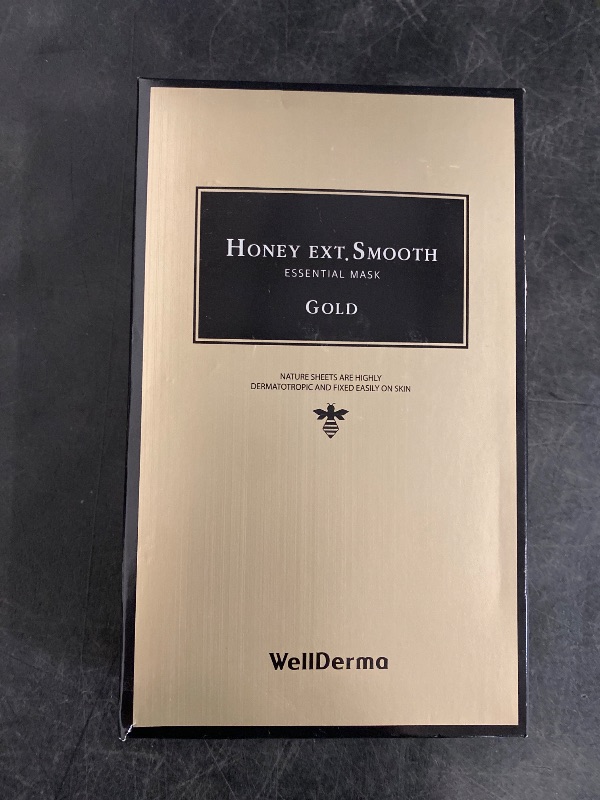 HONEY EXT. SMOOTH
ESSENTIAL MASK
GOLD
NATURE SHEETS ARE HIGHLY
DERMATOTROPIC AND FIXED EASILY ON SKIN
WellDerma